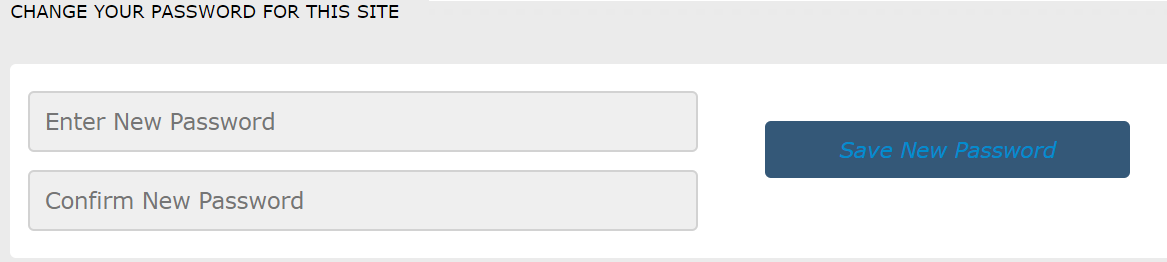 CHANGE YOUR PASSWORD FOR THIS SITE
Enter New Password
Save New Password
Confirm New Password